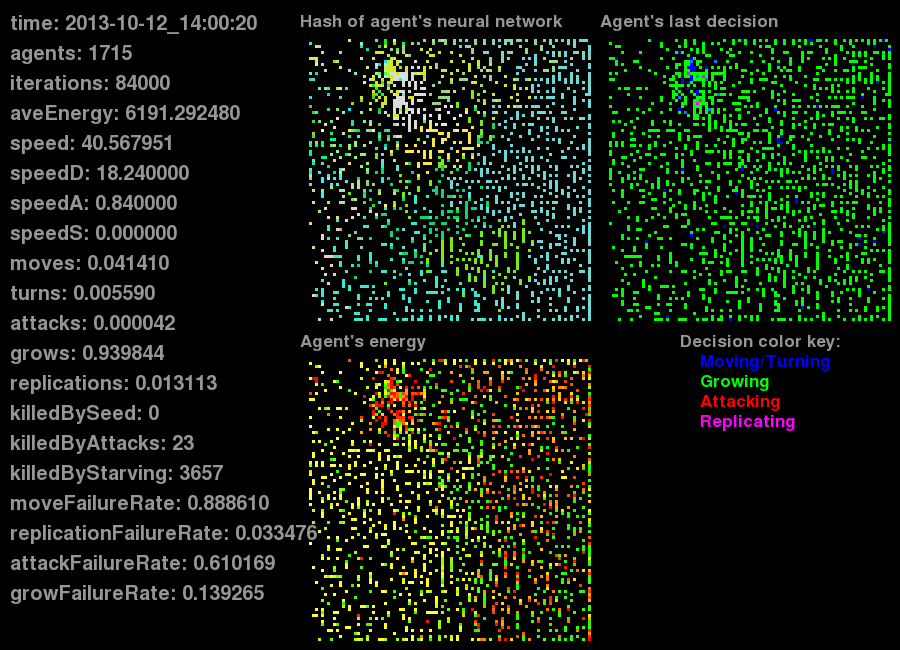 time: 2013-10-12_14:00:20
agents: 1715
iterations: 84000
aveEnergy: 6191.292480
speed: 40.567951
speedD: 18.240000
speedA: 0.840000
speedS: 0.000000
moves: 0.041410
turns: 0.005590
attacks: 0.000042
grows: 0.939844
replications: 0.013113
killedBySeed: 0
killedByAttacks: 23
killedByStarving: 3657
moveFailureRate: 0.888610
replicationFailureRate: 0.033476
attackFailureRate: 0.610169
growFailureRate: 0.139265
Hash of agent's neural network
Agent's last decision
Agent's energy
Decision color key:
Moving/Turning
Growing
Attacking
Replicating